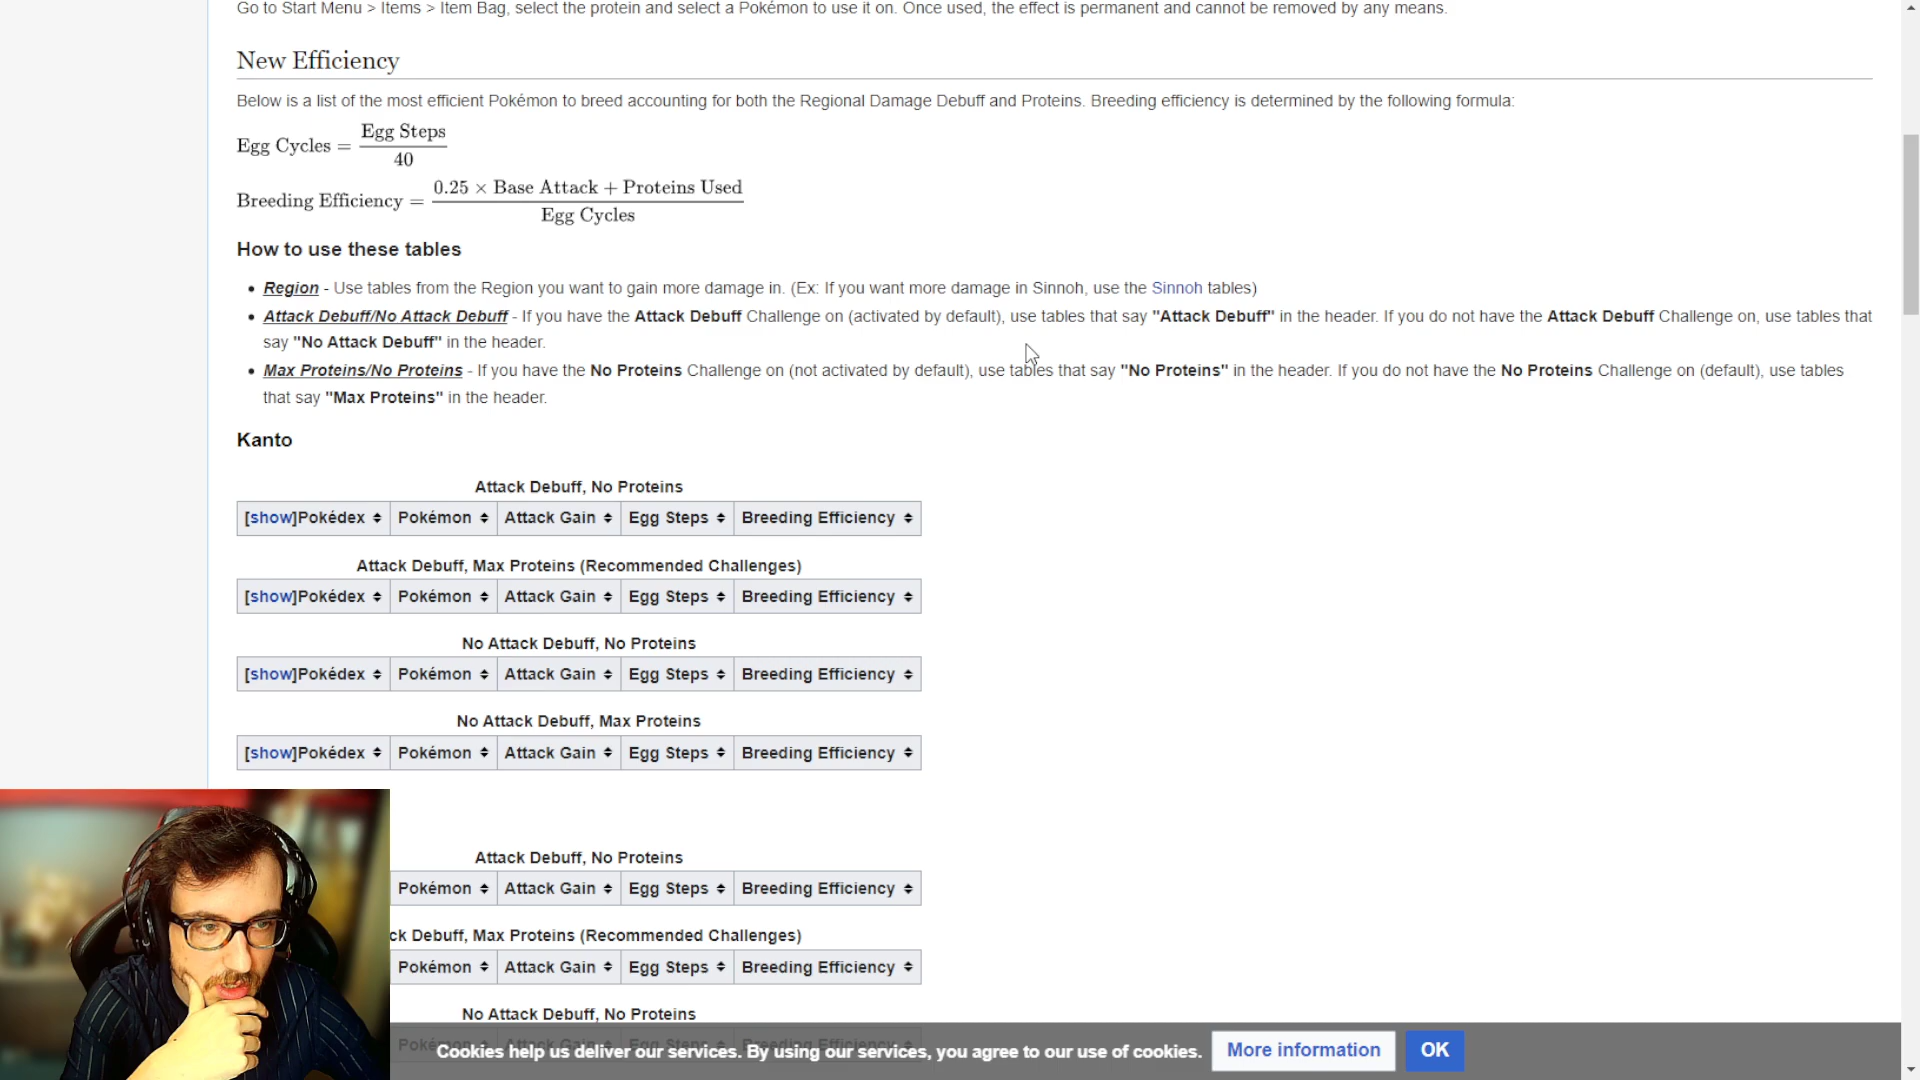 Go to Start Menu > Items > Item Bag, select the protein and select a Pokémon to use it on. Once used, the effect is permanent and cannot be removed by any means.
New Efficiency
Below is a list of the most efficient Pokémon to breed accounting for both the Regional Damage Debuff and Proteins. Breeding efficiency is determined by the following formula:
Egg Cycles = Egg Steps / 40
Breeding Efficiency = 0.25 × Base Attack + Proteins Used / Egg Cycles
How to use these tables
• Region - Use tables from the Region you want to gain more damage in. (Ex: If you want more damage in Sinnoh, use the Sinnoh tables)
• Attack Debuff/No Attack Debuff - If you have the Attack Debuff Challenge on (activated by default), use tables that say "Attack Debuff" in the header. If you do not have the Attack Debuff Challenge on, use tables that
say "No Attack Debuff" in the header.
• Max Proteins/No Proteins - If you have the No Proteins Challenge on (not activated by default), use tables that say "No Proteins" in the header. If you do not have the No Proteins Challenge on (default), use tables
that say "Max Proteins" in the header.
Kanto
Attack Debuff, No Proteins
[show]Pokédex Pokémon Attack Gain Egg Steps Breeding Efficiency
Attack Debuff, Max Proteins (Recommended Challenges)
[show]Pokédex Pokémon Attack Gain Egg Steps Breeding Efficiency
No Attack Debuff, No Proteins
[show]Pokédex Pokémon Attack Gain Egg Steps Breeding Efficiency
No Attack Debuff, Max Proteins
[show]Pokédex Pokémon Attack Gain Egg Steps Breeding Efficiency
Attack Debuff, No Proteins
Pokémon Attack Gain Egg Steps Breeding Efficiency
ck Debuff, Max Proteins (Recommended Challenges)
Pokémon Attack Gain Egg Steps Breeding Efficiency
No Attack Debuff, No Proteins
Cookies help us deliver our services. By using our services, you agree to our use of cookies. More information OK